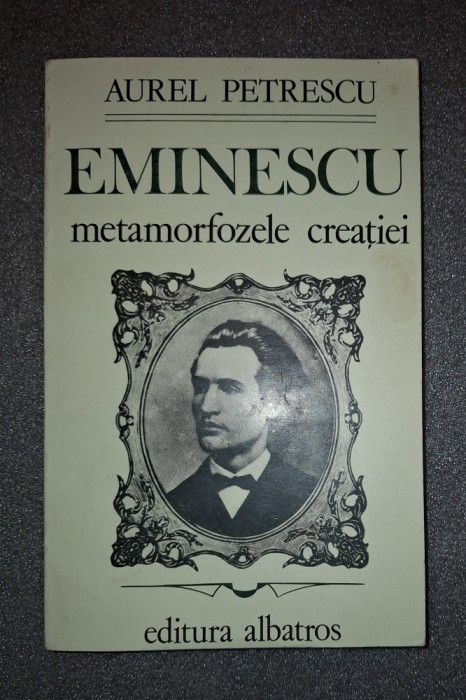 AUREL PETRESCU
EMINESCU
metamorfozele creației
editura albatros